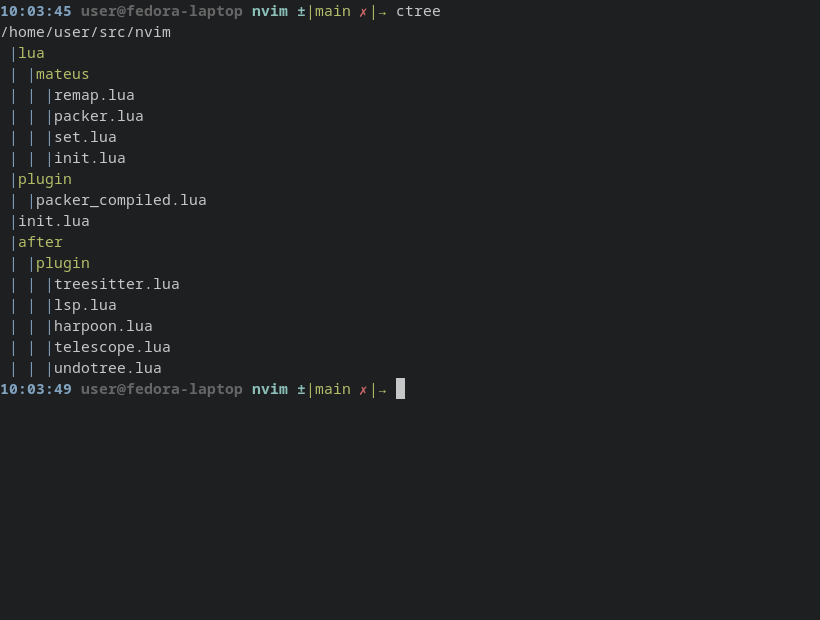 10:03:45 user@fedora-laptop nvim ±|main ✗|→ ctree
/home/user/src/nvim
 |lua
 | |mateus
 | | |remap.lua
 | | |packer.lua
 | | |set.lua
 | | |init.lua
 |plugin
 | |packer_compiled.lua
 |init.lua
 |after
 | |plugin
 | | |treesitter.lua
 | | |lsp.lua
 | | |harpoon.lua
 | | |telescope.lua
 | | |undotree.lua
10:03:49 user@fedora-laptop nvim ±|main ✗|→